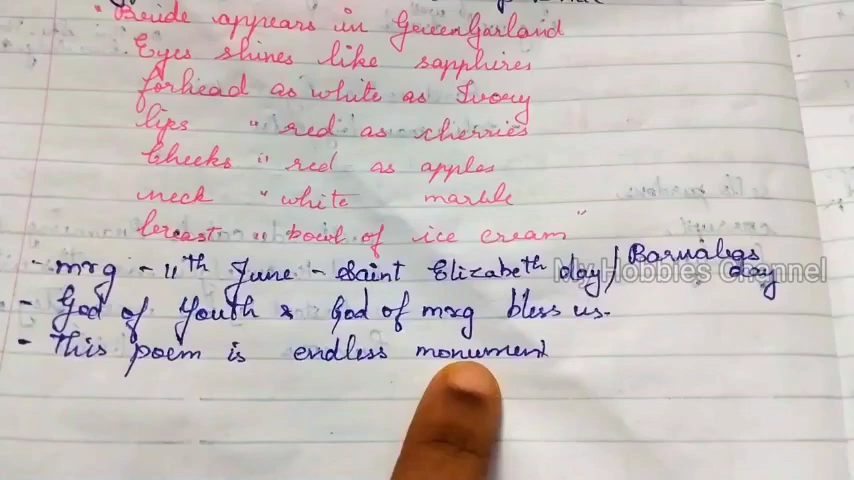 "Bride appears in Green Garland
Eyes shines like sapphires
forhead as white as Ivory
lips " red as cherries
Cheeks " red as apples
neck " white marble
breast " bowl of ice cream"
- mrg - 11th June - Saint Elizabeth day / Barnabas day
My Hobbies Channel
- God of Youth & God of mrg bless us.
- This poem is endless monument